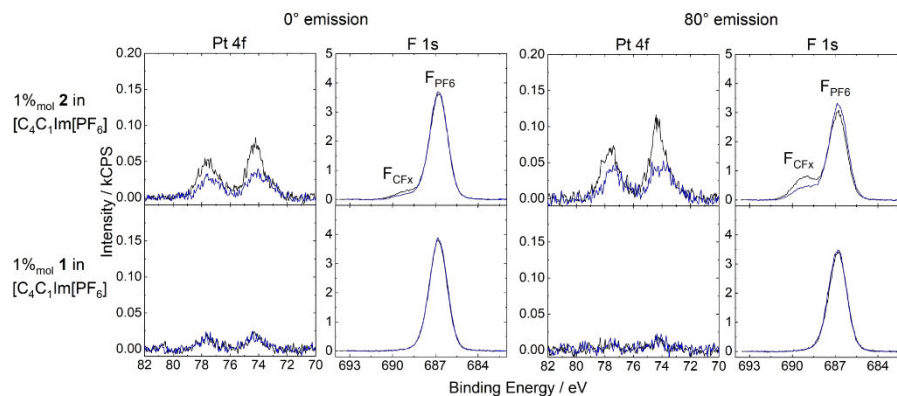 0° emission
80° emission
Pt 4f
F 1s
Pt 4f
F 1s
1%mol 2 in
[C4C1Im[PF6]
1%mol 1 in
[C4C1Im[PF6]
Intensity / kCPS
0.20
0.15
0.10
0.05
0.00
0.15
0.10
0.05
0.00
82 80 78 76 74 72 70
5
4
3
2
1
0
4
3
2
1
0
693 690 687 684
FPF6
FCFx
0.20
0.15
0.10
0.05
0.00
0.15
0.10
0.05
0.00
82 80 78 76 74 72 70
5
4
3
2
1
0
4
3
2
1
0
693 690 687 684
FPF6
FCFx
Binding Energy / eV